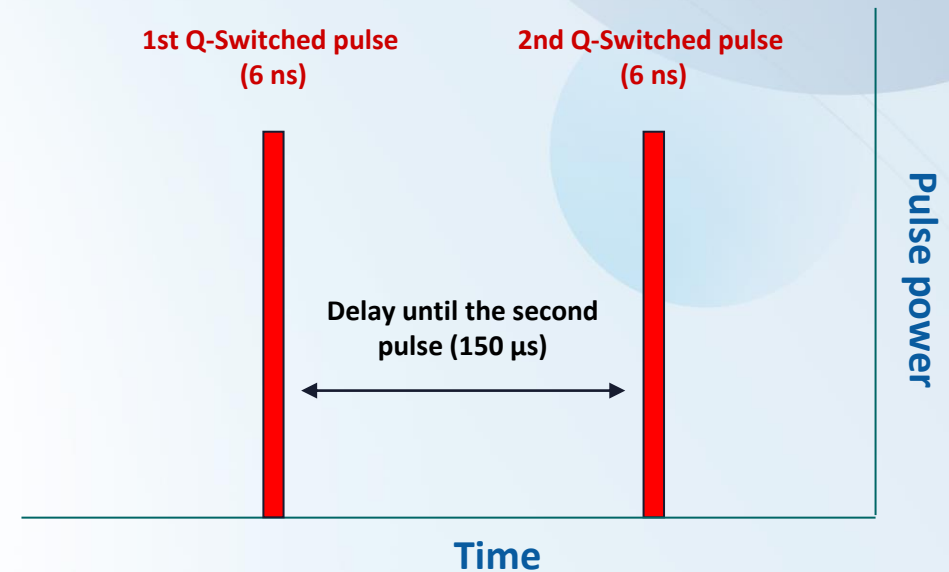 1st Q-Switched pulse
(6 ns)
2nd Q-Switched pulse
(6 ns)
Delay until the second
pulse (150 µs)
Pulse power
Time